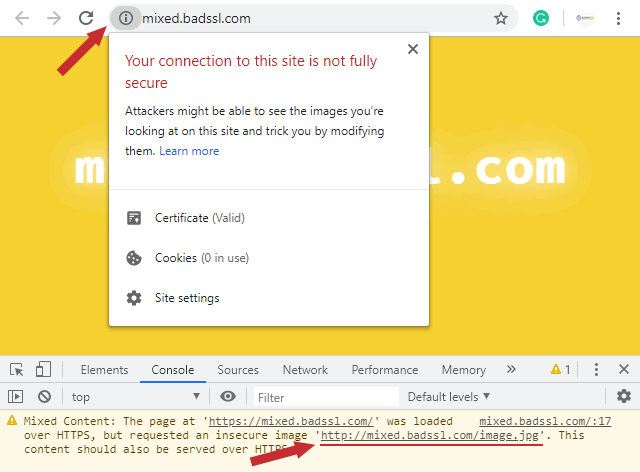 mixed.badssl.com
Your connection to this site is not fully
secure
Attackers might be able to see the images you're
looking at on this site and trick you by modifying
them. Learn more
m
.com
Certificate (Valid)
Cookies (0 in use)
Site settings
Elements Console Sources Network Performance Memory » 1
top Filter Default levels
Mixed Content: The page at 'https://mixed.badssl.com/' was loaded mixed.badssl.com/:17
over HTTPS, but requested an insecure image 'http://mixed.badssl.com/image.jpg'. This
content should also be served over HTTPS